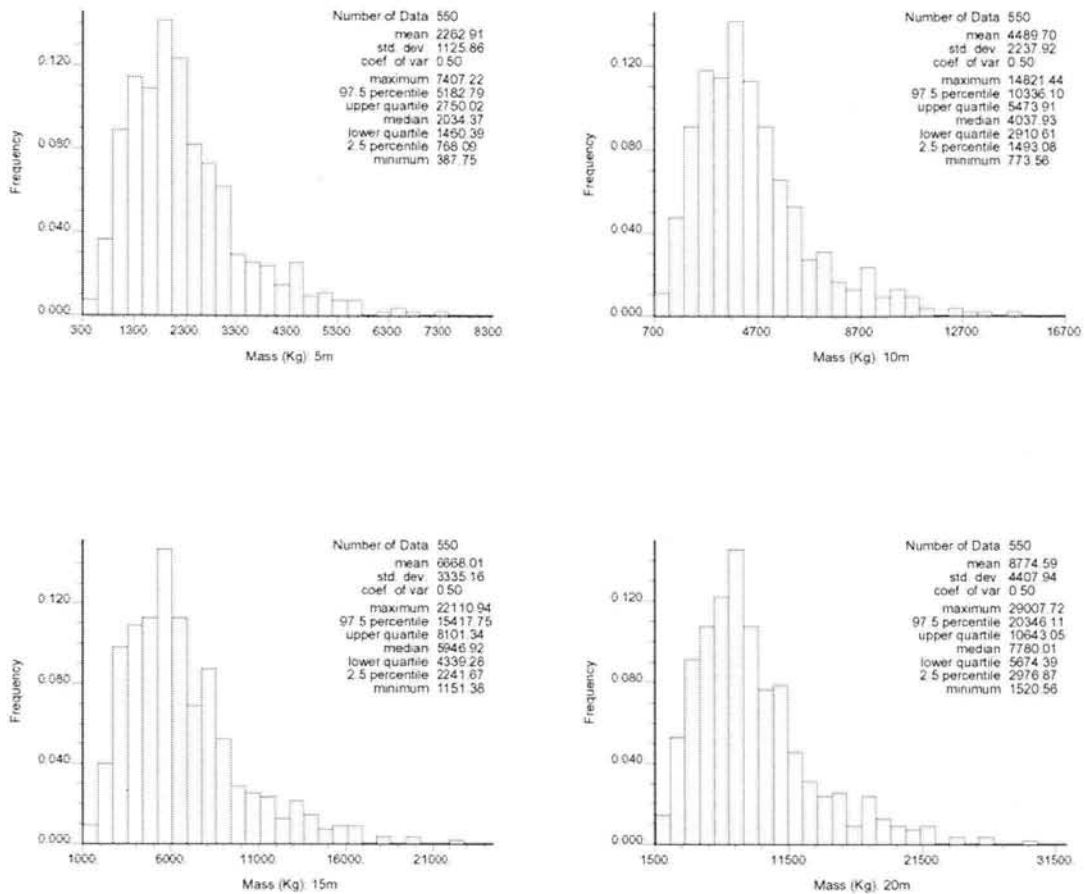 Number of Data 550
mean 2262.91
std. dev. 1125.86
coef. of var 0.50
maximum 7407.22
97.5 percentile 5182.79
upper quartile 2750.02
median 2034.37
lower quartile 1460.39
2.5 percentile 768.09
minimum 387.75
Frequency
0.120
0.080
0.040
0.000
300 1300 2300 3300 4300 5300 6300 7300 8300
Mass (Kg): 5m
Number of Data 550
mean 4489.70
std. dev. 2237.92
coef. of var 0.50
maximum 14821.44
97.5 percentile 10336.10
upper quartile 5473.91
median 4037.93
lower quartile 2910.61
2.5 percentile 1493.08
minimum 773.56
Frequency
0.120
0.080
0.040
0.000
700 4700 8700 12700 16700
Mass (Kg): 10m
Number of Data 550
mean 6668.01
std. dev. 3335.16
coef. of var 0.50
maximum 22110.94
97.5 percentile 15417.75
upper quartile 8101.34
median 5946.92
lower quartile 4339.28
2.5 percentile 2241.67
minimum 1151.38
Frequency
0.120
0.080
0.040
0.000
1000 6000 11000 16000 21000
Mass (Kg): 15m
Number of Data 550
mean 8774.59
std. dev. 4407.94
coef. of var 0.50
maximum 29007.72
97.5 percentile 20346.11
upper quartile 10643.05
median 7780.01
lower quartile 5674.39
2.5 percentile 2976.87
minimum 1520.56
Frequency
0.120
0.080
0.040
0.000
1500 11500 21500 31500
Mass (Kg): 20m